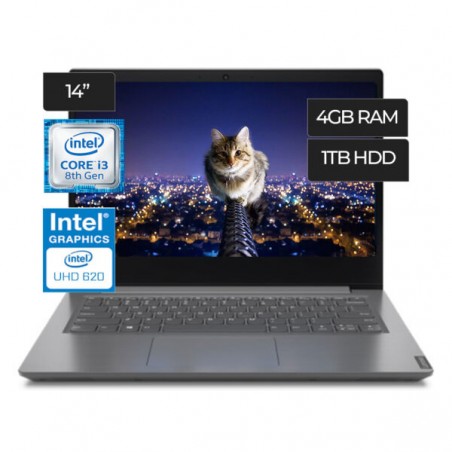 14”
4GB RAM
1TB HDD
intel
CORE i3
8th Gen
Intel
GRAPHICS
intel
UHD 620